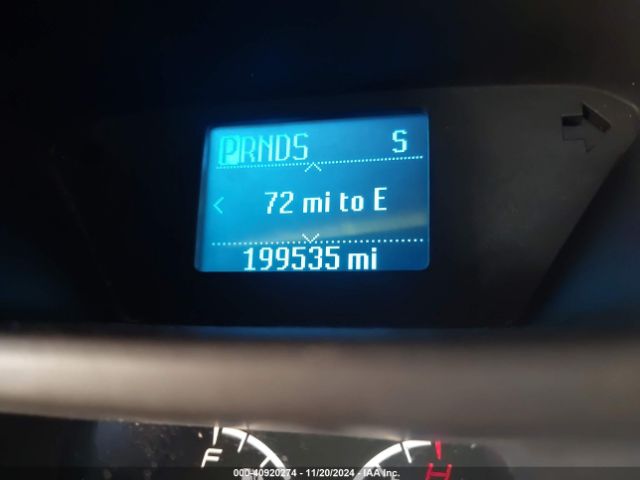 PRNDS S
72 mi to E
199535 mi
F H
000-40920274 - 11/20/2024 - IAA Inc.